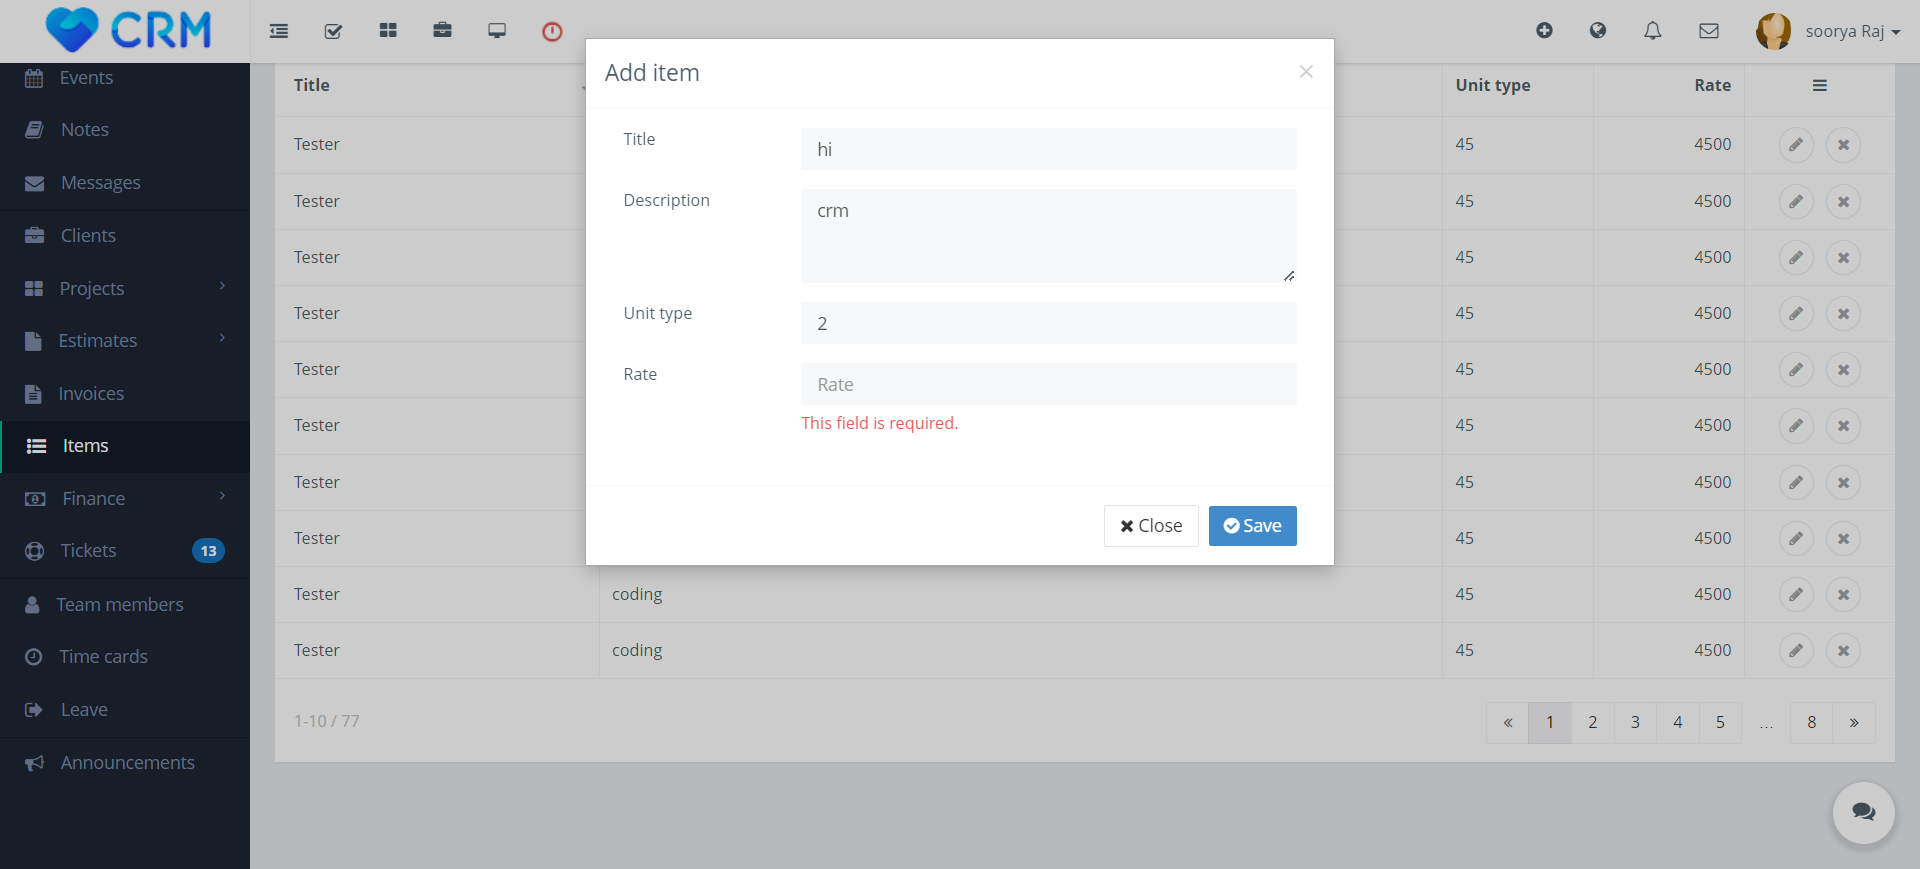 CRM
soorya Raj
Events
Notes
Messages
Clients
Projects
Estimates
Invoices
Items
Finance
Tickets 13
Team members
Time cards
Leave
Announcements
Title Unit type Rate
Tester 45 4500
Tester 45 4500
Tester 45 4500
Tester 45 4500
Tester 45 4500
Tester 45 4500
Tester 45 4500
Tester 45 4500
Tester coding 45 4500
Tester coding 45 4500
1-10 / 77
« 1 2 3 4 5 ... 8 »
Add item ×
Title hi
Description crm
Unit type 2
Rate Rate
This field is required.
Close Save